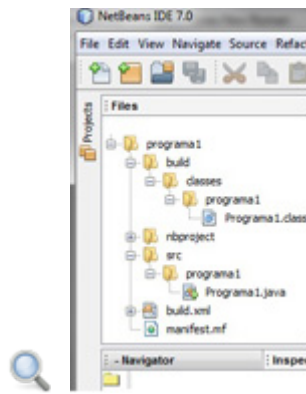 NetBeans IDE 7.0
File Edit View Navigate Source Refac
Projects
Files
programa1
build
classes
programa1
Programa1.class
nbproject
src
programa1
Programa1.java
build.xml
manifest.mf
- Navigator
Inspec